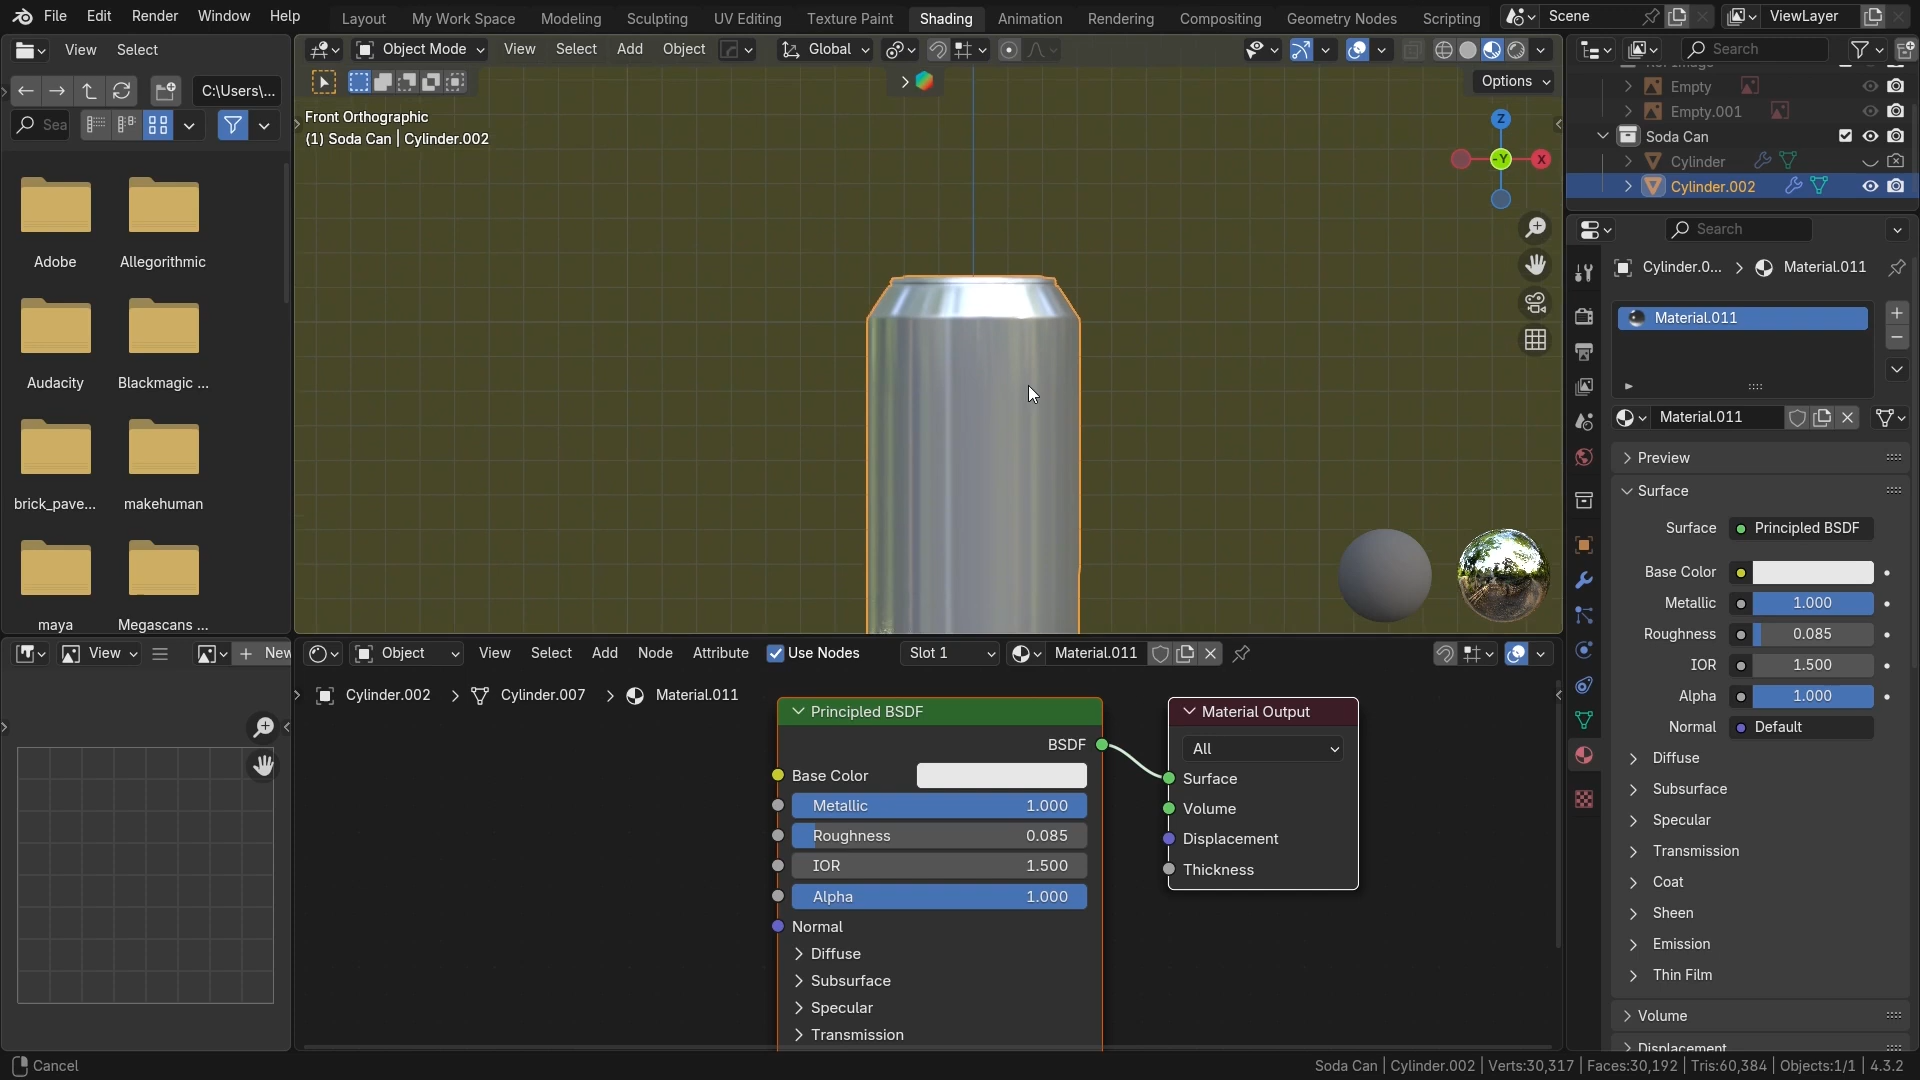 File Edit Render Window Help Layout My Work Space Modeling Sculpting UV Editing Texture Paint Shading Animation Rendering Compositing Geometry Nodes Scripting Scene ViewLayer
View Select
Object Mode View Select Add Object Global
Search
C:\Users\...
Options
Sea
Front Orthographic
(1) Soda Can | Cylinder.002
Z
-Y
X
Empty
Empty.001
Soda Can
Cylinder
Cylinder.002
Search
Cylinder.0... > Material.011
Material.011
Material.011
Adobe
Allegorithmic
Audacity
Blackmagic ...
brick_pave...
makehuman
maya
Megascans ...
Preview
Surface
Surface Principled BSDF
Base Color
Metallic 1.000
Roughness 0.085
IOR 1.500
Alpha 1.000
Normal Default
Diffuse
Subsurface
Specular
Transmission
Coat
Sheen
Emission
Thin Film
Volume
Displacement
View New
Object View Select Add Node Attribute Use Nodes Slot 1 Material.011
Cylinder.002 > Cylinder.007 > Material.011
Principled BSDF
BSDF
Base Color
Metallic 1.000
Roughness 0.085
IOR 1.500
Alpha 1.000
Normal
Diffuse
Subsurface
Specular
Transmission
Material Output
All
Surface
Volume
Displacement
Thickness
Cancel
Soda Can | Cylinder.002 | Verts:30,317 | Faces:30,192 | Tris:60,384 | Objects:1/1 | 4.3.2